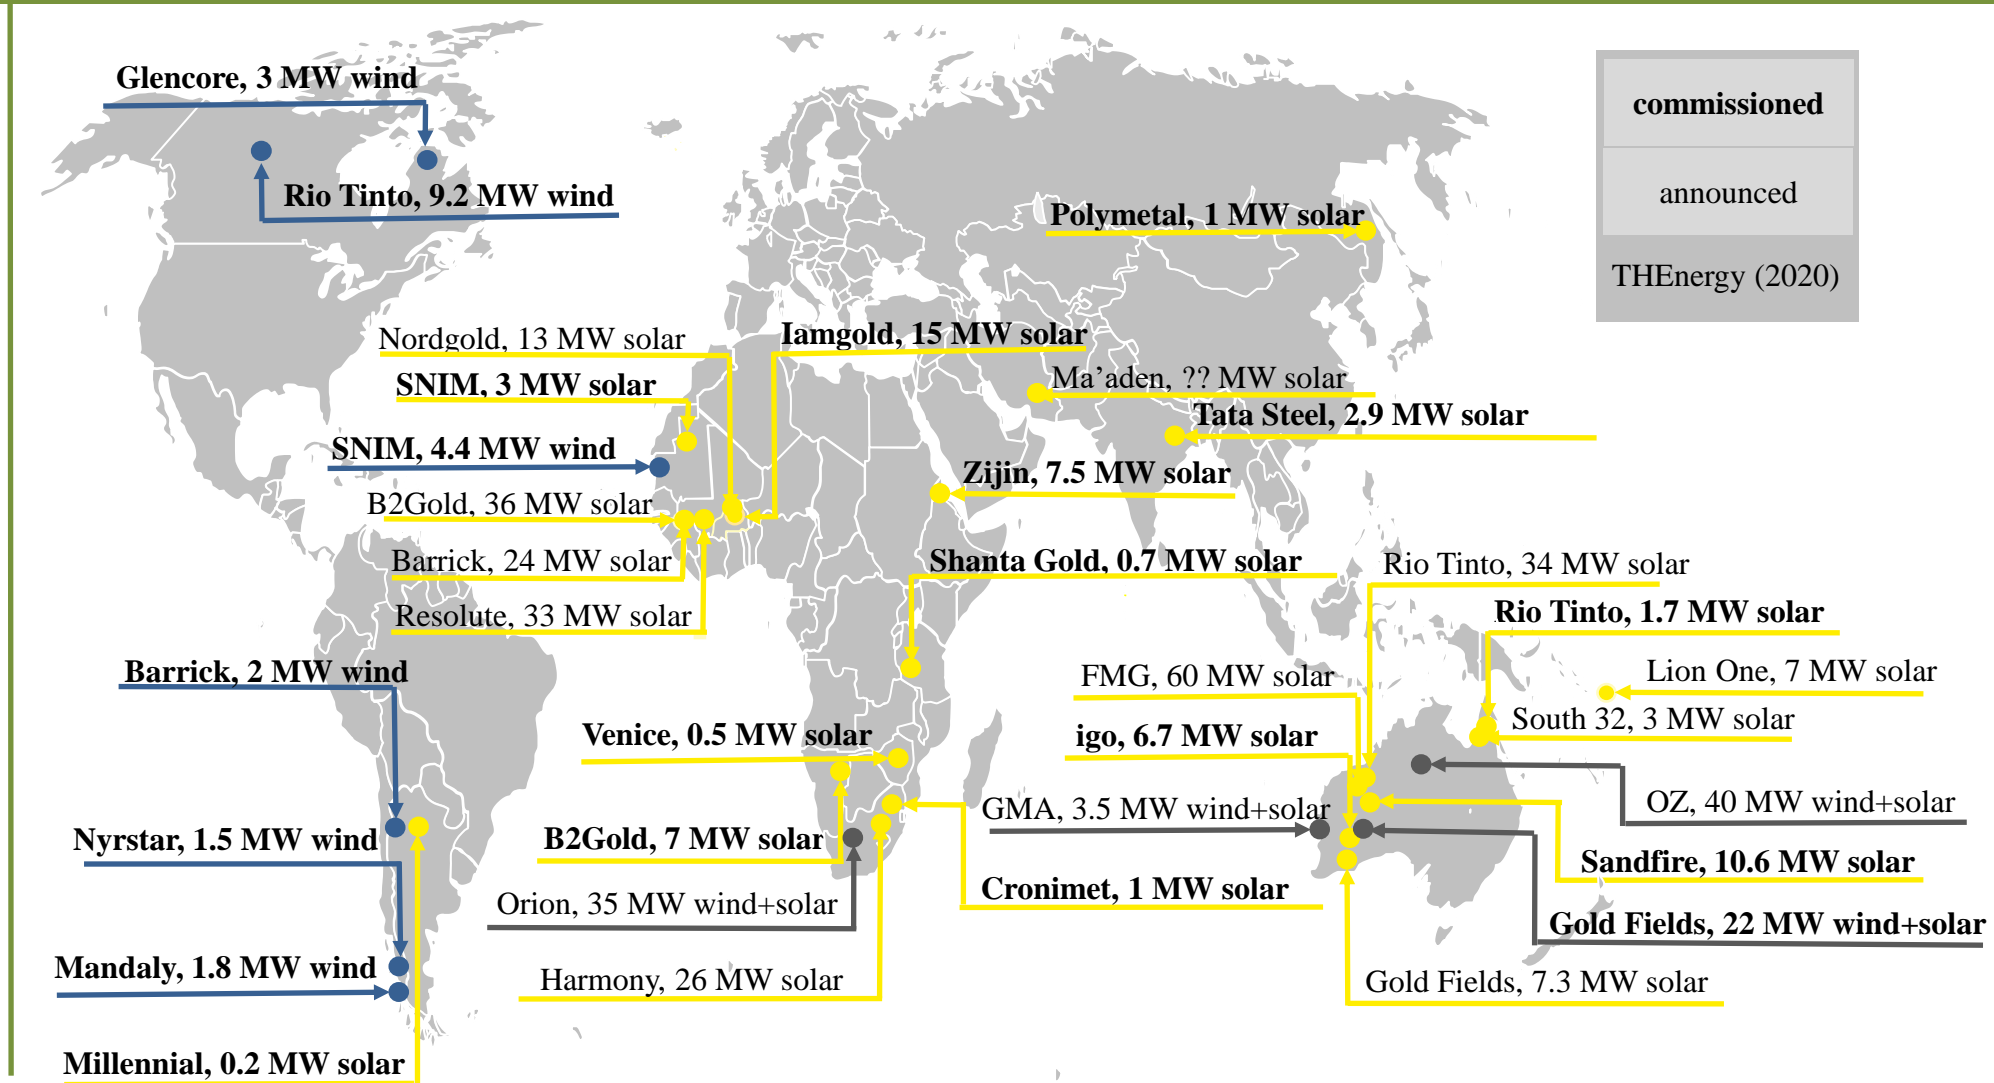 Glencore, 3 MW wind
commissioned
announced
THEnergy (2020)
Rio Tinto, 9.2 MW wind
Polymetal, 1 MW solar
Nordgold, 13 MW solar
Iamgold, 15 MW solar
SNIM, 3 MW solar
Ma'aden, ?? MW solar
Tata Steel, 2.9 MW solar
SNIM, 4.4 MW wind
Zijin, 7.5 MW solar
B2Gold, 36 MW solar
Barrick, 24 MW solar
Shanta Gold, 0.7 MW solar
Rio Tinto, 34 MW solar
Resolute, 33 MW solar
Rio Tinto, 1.7 MW solar
Barrick, 2 MW wind
FMG, 60 MW solar
Lion One, 7 MW solar
Venice, 0.5 MW solar
igo, 6.7 MW solar
South 32, 3 MW solar
GMA, 3.5 MW wind+solar
OZ, 40 MW wind+solar
Nyrstar, 1.5 MW wind
B2Gold, 7 MW solar
Sandfire, 10.6 MW solar
Cronimet, 1 MW solar
Orion, 35 MW wind+solar
Gold Fields, 22 MW wind+solar
Mandaly, 1.8 MW wind
Harmony, 26 MW solar
Gold Fields, 7.3 MW solar
Millennial, 0.2 MW solar